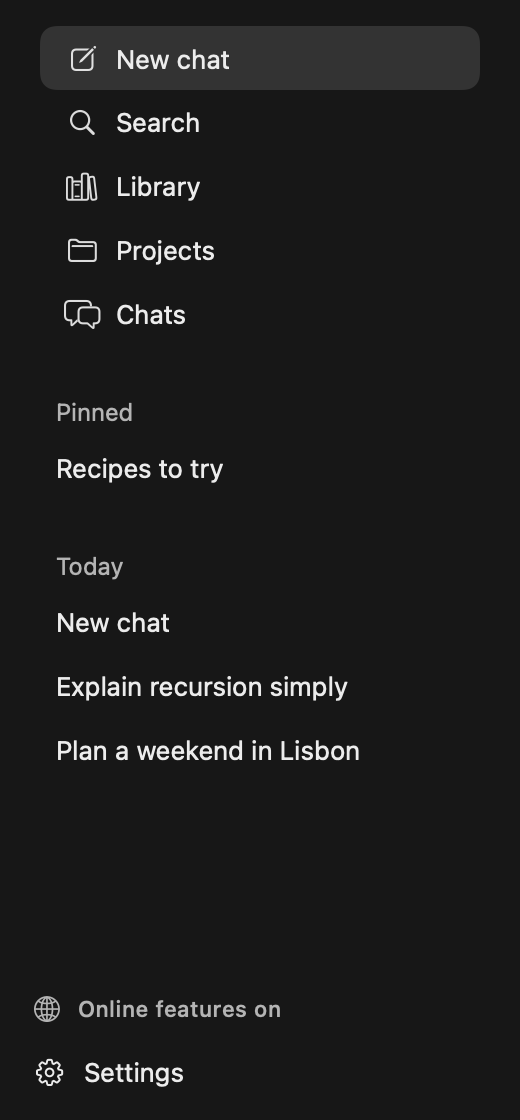 New chat
Search
Library
Projects
Chats
Pinned
Recipes to try
Today
New chat
Explain recursion simply
Plan a weekend in Lisbon
Online features on
Settings